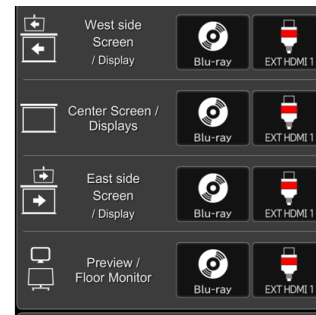 West side
Screen
/ Display
Blu-ray
EXT HDMI 1
Center Screen /
Displays
Blu-ray
EXT HDMI 1
East side
Screen
/ Display
Blu-ray
EXT HDMI 1
Preview /
Floor Monitor
Blu-ray
EXT HDMI 1